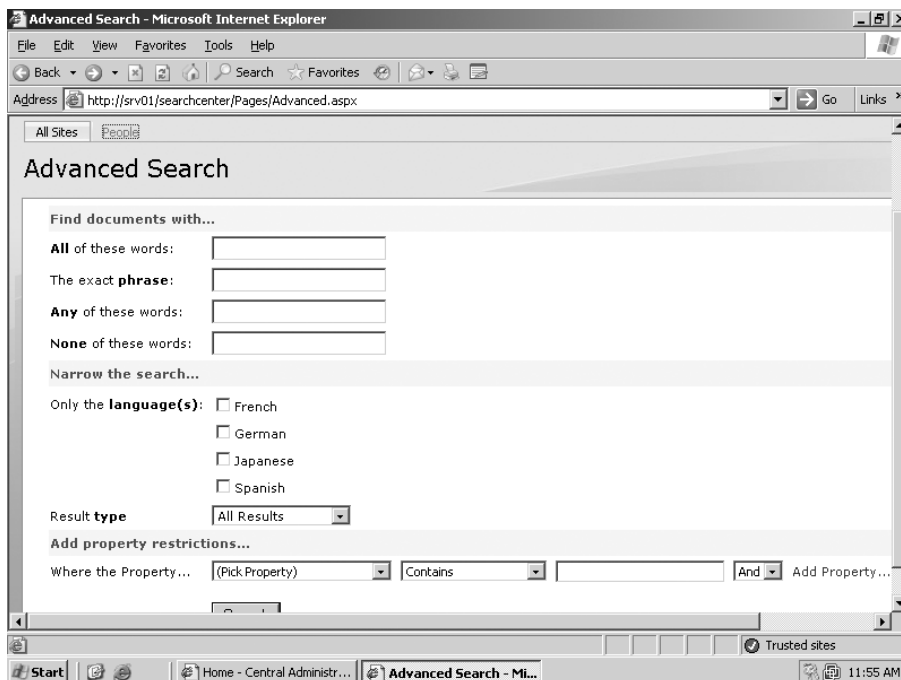 Advanced Search - Microsoft Internet Explorer
File Edit View Favorites Tools Help
Back Search Favorites
Address http://srv01/searchcenter/Pages/Advanced.aspx Go Links
All Sites People
Advanced Search
Find documents with...
All of these words:
The exact phrase:
Any of these words:
None of these words:
Narrow the search...
Only the language(s): French
German
Japanese
Spanish
Result type All Results
Add property restrictions...
Where the Property... (Pick Property) Contains And Add Property...
Trusted sites
Start Home - Central Administr... Advanced Search - Mi... 11:55 AM